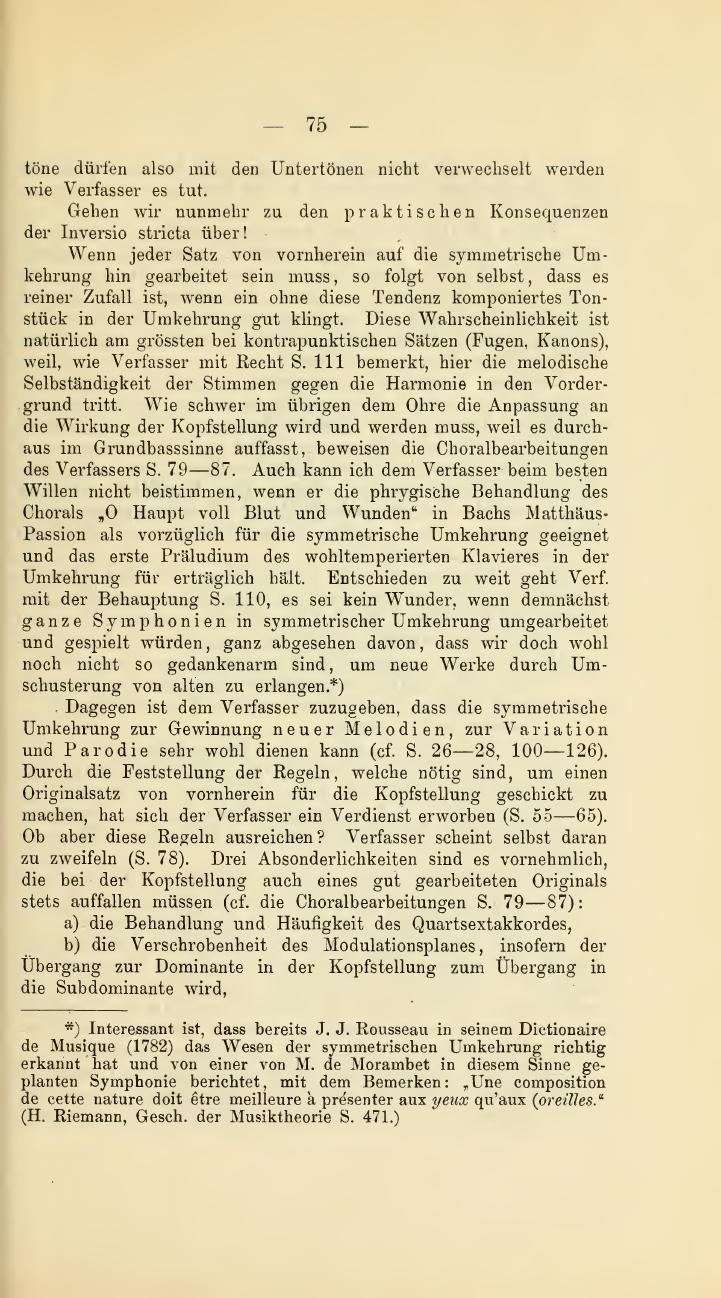 — 75 —
töne dürfen also mit den Untertönen nicht verwechselt werden
wie Verfasser es tut.
Gehen wir nunmehr zu den praktischen Konsequenzen
der Inversio stricta über!
Wenn jeder Satz von vornherein auf die symmetrische Um-
kehrung hin gearbeitet sein muss, so folgt von selbst, dass es
reiner Zufall ist, wenn ein ohne diese Tendenz komponiertes Ton-
stück in der Umkehrung gut klingt. Diese Wahrscheinlichkeit ist
natürlich am grössten bei kontrapunktischen Sätzen (Fugen, Kanons),
weil, wie Verfasser mit Recht S. 111 bemerkt, hier die melodische
Selbständigkeit der Stimmen gegen die Harmonie in den Vorder-
grund tritt. Wie schwer im übrigen dem Ohre die Anpassung an
die Wirkung der Kopfstellung wird und werden muss, weil es durch-
aus im Grundbasssinne auffasst, beweisen die Choralbearbeitungen
des Verfassers S. 79—87. Auch kann ich dem Verfasser beim besten
Willen nicht beistimmen, wenn er die phrygische Behandlung des
Chorals „O Haupt voll Blut und Wunden“ in Bachs Matthäus-
Passion als vorzüglich für die symmetrische Umkehrung geeignet
und das erste Präludium des wohltemperierten Klavieres in der
Umkehrung für erträglich hält. Entschieden zu weit geht Verf.
mit der Behauptung S. 110, es sei kein Wunder, wenn demnächst
ganze Symphonien in symmetrischer Umkehrung umgearbeitet
und gespielt würden, ganz abgesehen davon, dass wir doch wohl
noch nicht so gedankenarm sind, um neue Werke durch Um-
schusterung von alten zu erlangen.*)
Dagegen ist dem Verfasser zuzugeben, dass die symmetrische
Umkehrung zur Gewinnung neuer Melodien, zur Variation
und Parodie sehr wohl dienen kann (cf. S. 26—28, 100—126).
Durch die Feststellung der Regeln, welche nötig sind, um einen
Originalsatz von vornherein für die Kopfstellung geschickt zu
machen, hat sich der Verfasser ein Verdienst erworben (S. 55—65).
Ob aber diese Regeln ausreichen? Verfasser scheint selbst daran
zu zweifeln (S. 78). Drei Absonderlichkeiten sind es vornehmlich,
die bei der Kopfstellung auch eines gut gearbeiteten Originals
stets auffallen müssen (cf. die Choralbearbeitungen S. 79—87):
a) die Behandlung und Häufigkeit des Quartsextakkordes,
b) die Verschrobenheit des Modulationsplanes, insofern der
Übergang zur Dominante in der Kopfstellung zum Übergang in
die Subdominante wird,
*) Interessant ist, dass bereits J. J. Rousseau in seinem Dictionaire
de Musique (1782) das Wesen der symmetrischen Umkehrung richtig
erkannt hat und von einer von M. de Morambet in diesem Sinne ge-
planten Symphonie berichtet, mit dem Bemerken: „Une composition
de cette nature doit être meilleure à présenter aux yeux qu'aux (oreilles.“
(H. Riemann, Gesch. der Musiktheorie S. 471.)